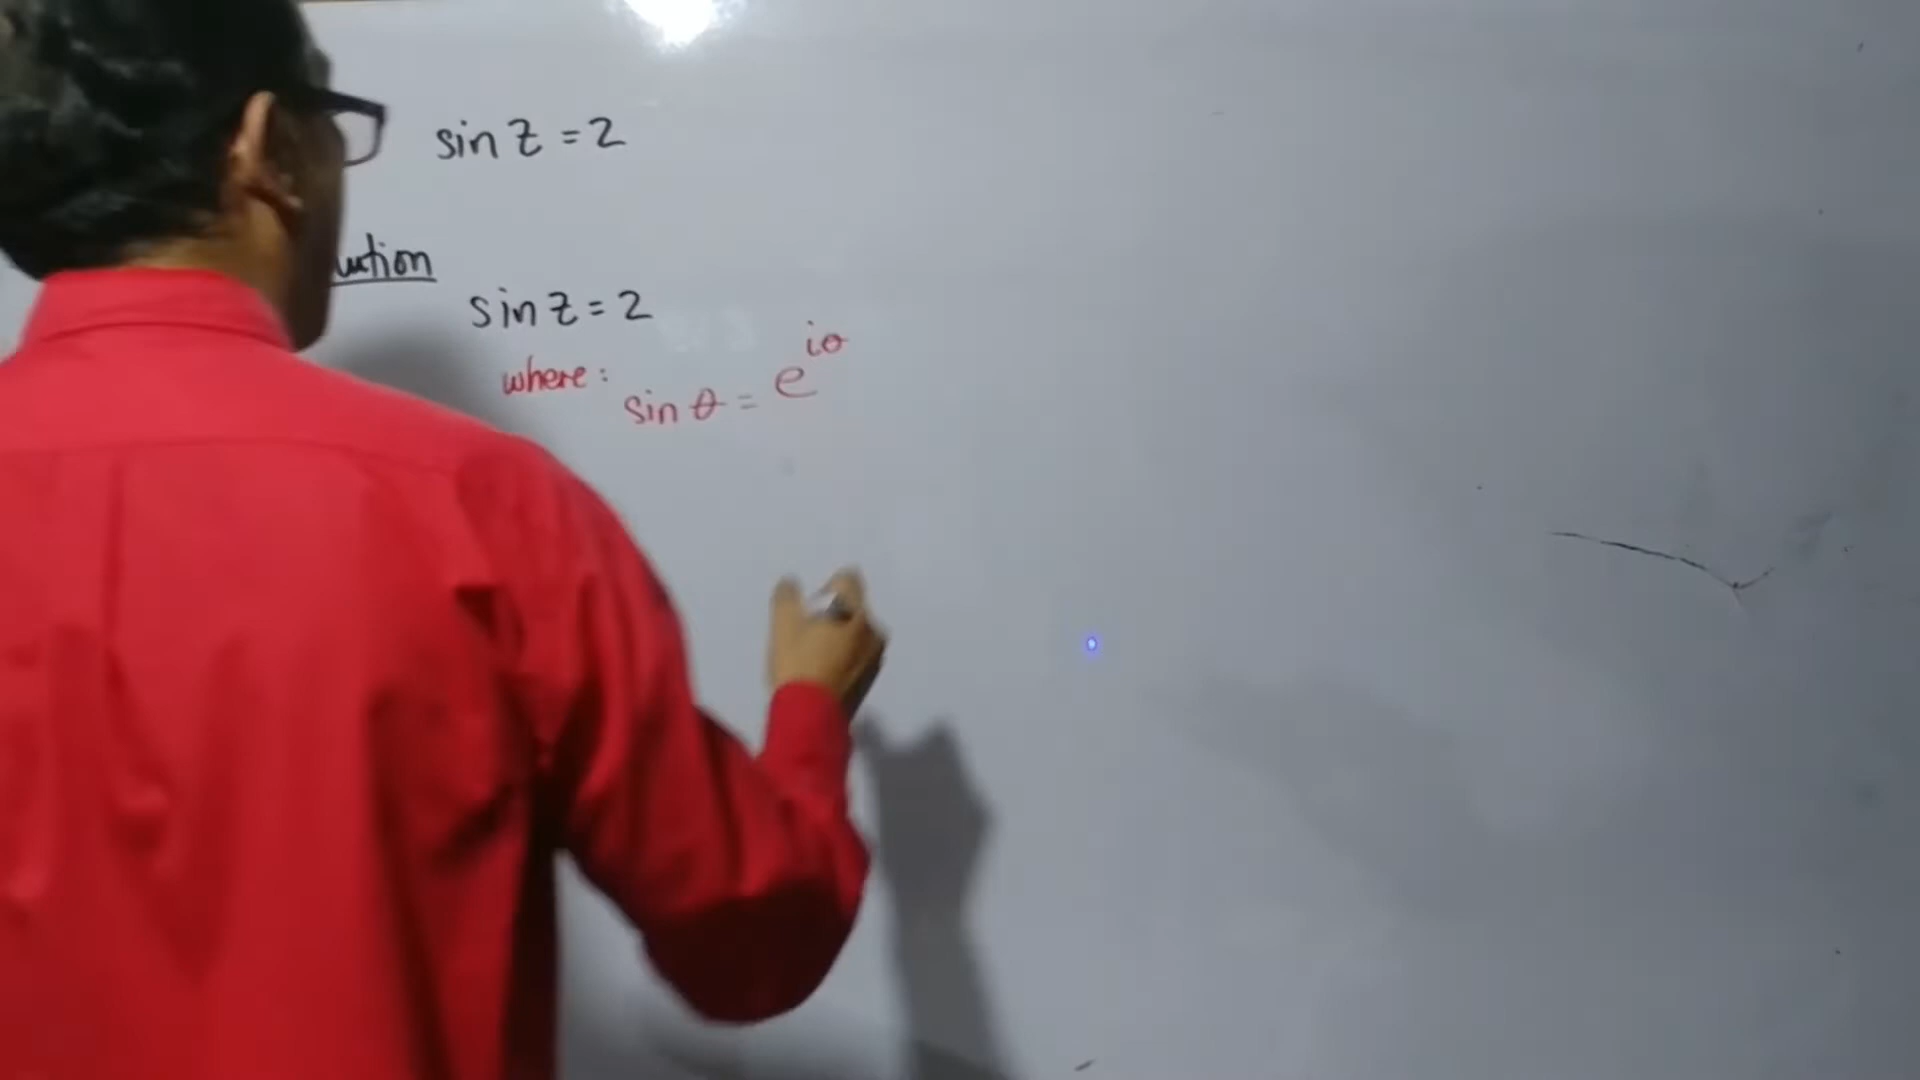 sin z = 2
ution
sin z = 2
where:
sin θ = e^iθ